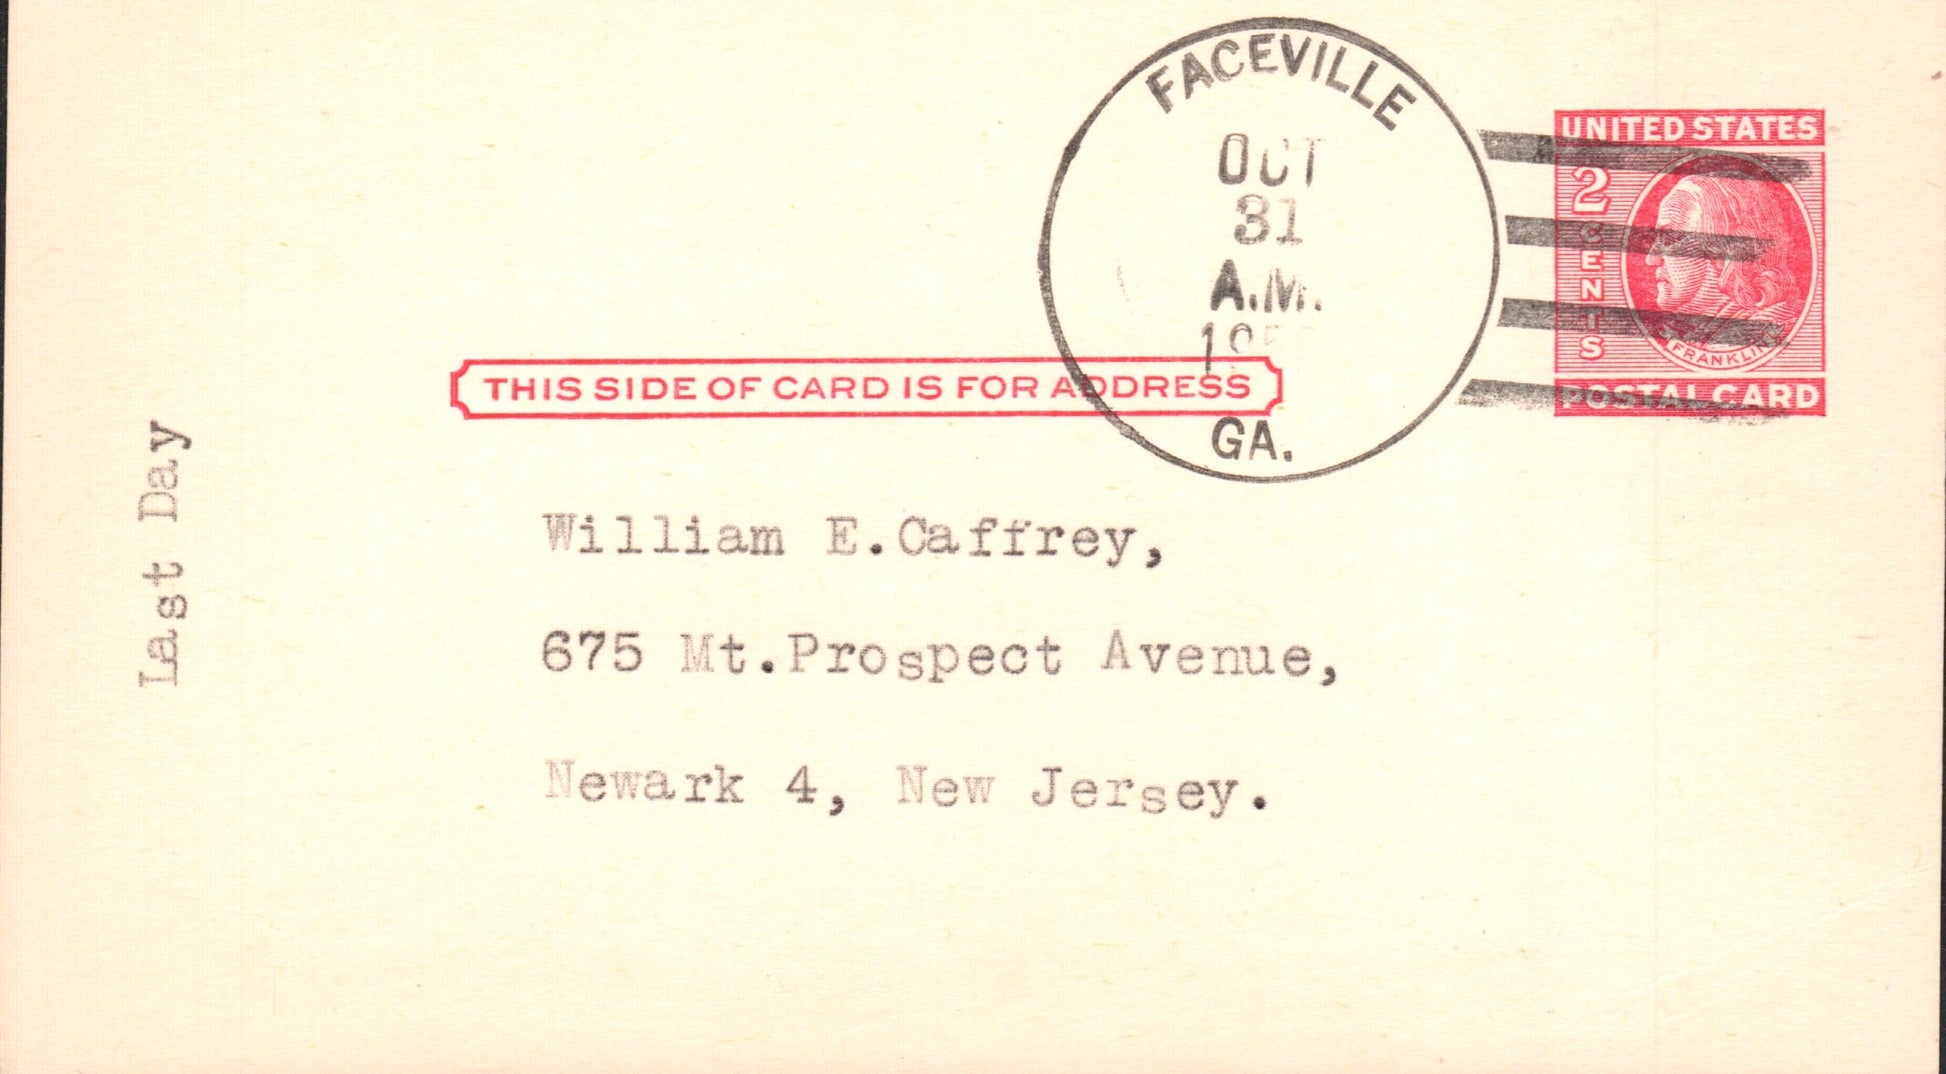 FACEVILLE
OCT
31
A.M.
GA.
UNITED STATES
2
CENTS
FRANKLIN
POSTAL CARD
THIS SIDE OF CARD IS FOR ADDRESS
Last Day
William E.Caffrey,
675 Mt.Prospect Avenue,
Newark 4, New Jersey.